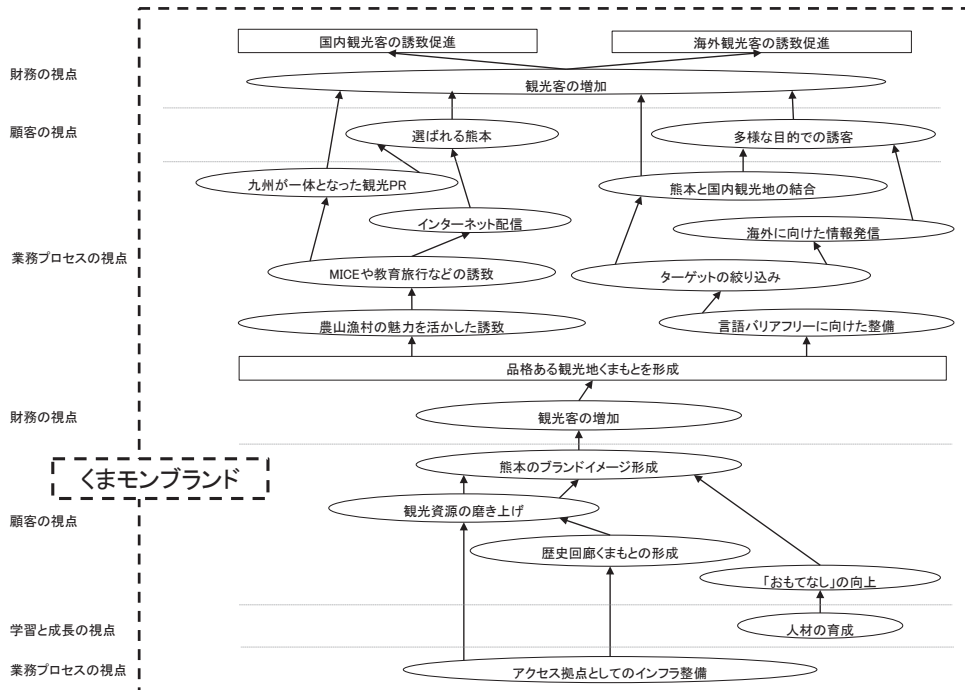 国内観光客の誘致促進
海外観光客の誘致促進
財務の視点
観光客の増加
顧客の視点
選ばれる熊本
多様な目的での誘客
九州が一体となった観光PR
熊本と国内観光地の結合
インターネット配信
海外に向けた情報発信
業務プロセスの視点
MICEや教育旅行などの誘致
ターゲットの絞り込み
農山漁村の魅力を活かした誘致
言語バリアフリーに向けた整備
品格ある観光地くまもとを形成
財務の視点
観光客の増加
くまモンブランド
熊本のブランドイメージ形成
観光資源の磨き上げ
顧客の視点
歴史回廊くまもとの形成
「おもてなし」の向上
学習と成長の視点
人材の育成
業務プロセスの視点
アクセス拠点としてのインフラ整備